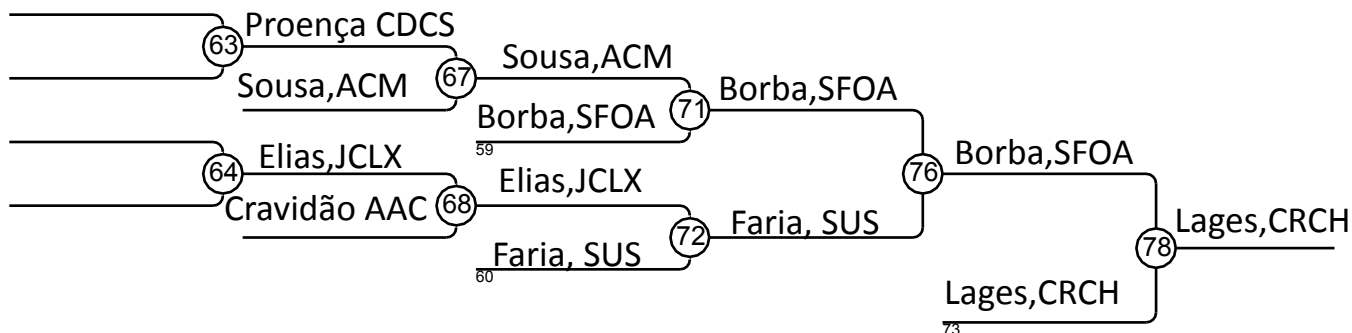 63
Proença CDCS
Sousa,ACM
67
Sousa,ACM
Borba,SFOA
59
71
Borba,SFOA
64
Elias,JCLX
Cravidão AAC
68
Elias,JCLX
Faria, SUS
60
72
Faria, SUS
76
Borba,SFOA
Lages,CRCH
73
78
Lages,CRCH